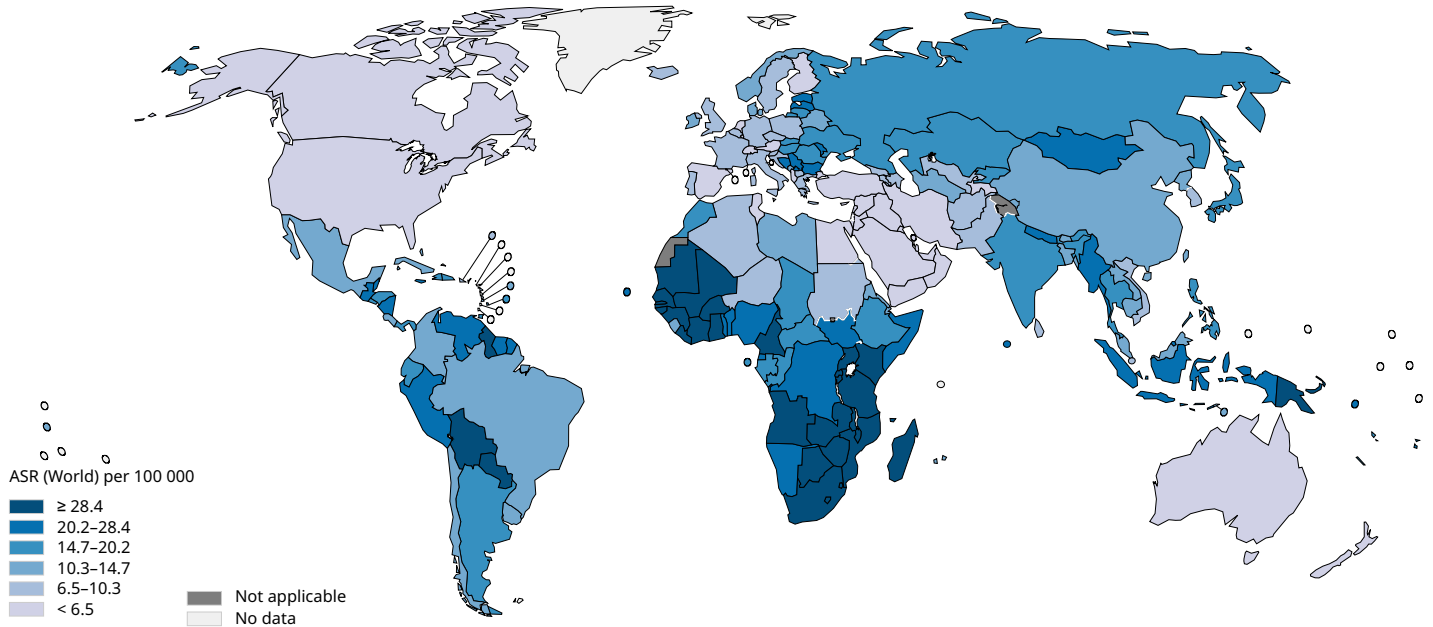 ASR (World) per 100 000
≥ 28.4
20.2–28.4
14.7–20.2
10.3–14.7
6.5–10.3
< 6.5
Not applicable
No data